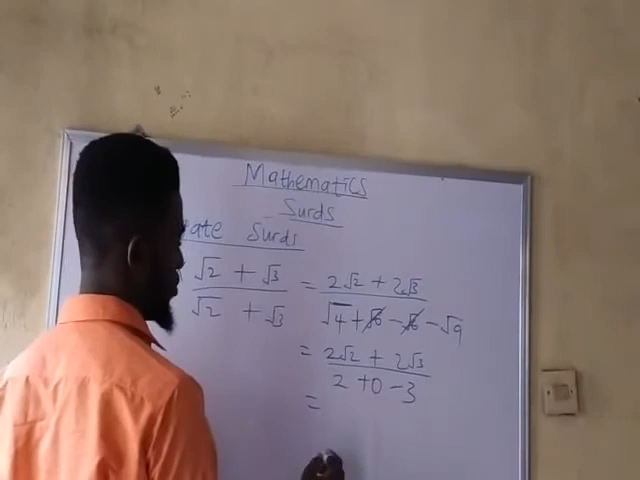 Mathematics
Surds
ate Surds
√2 + √3 / √2 + √3 = 2√2 + 2√3 / √4 + √6 - √6 - √9
= 2√2 + 2√3 / 2 + 0 - 3
=